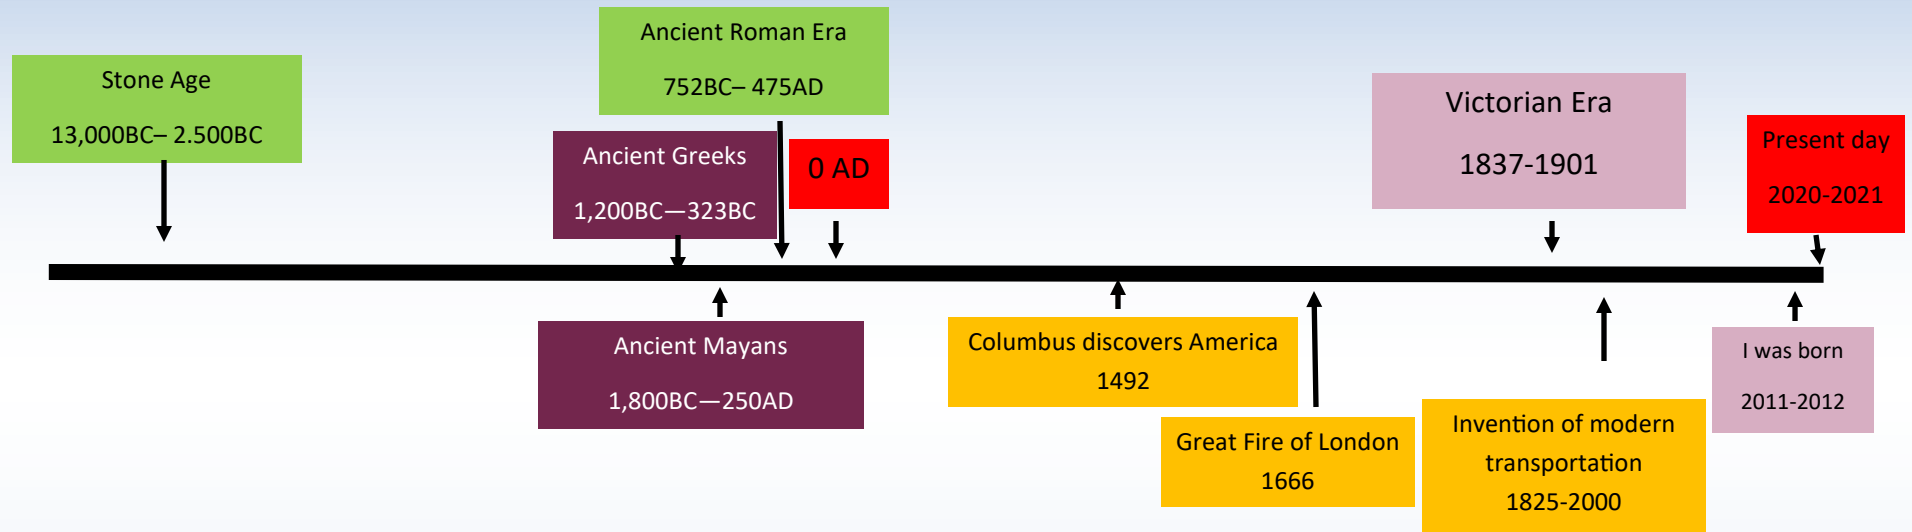 Stone Age
13,000BC– 2.500BC
Ancient Roman Era
752BC– 475AD
Ancient Greeks
1,200BC—323BC
0 AD
Victorian Era
1837-1901
Present day
2020-2021
Ancient Mayans
1,800BC—250AD
Columbus discovers America
1492
Great Fire of London
1666
Invention of modern
transportation
1825-2000
I was born
2011-2012